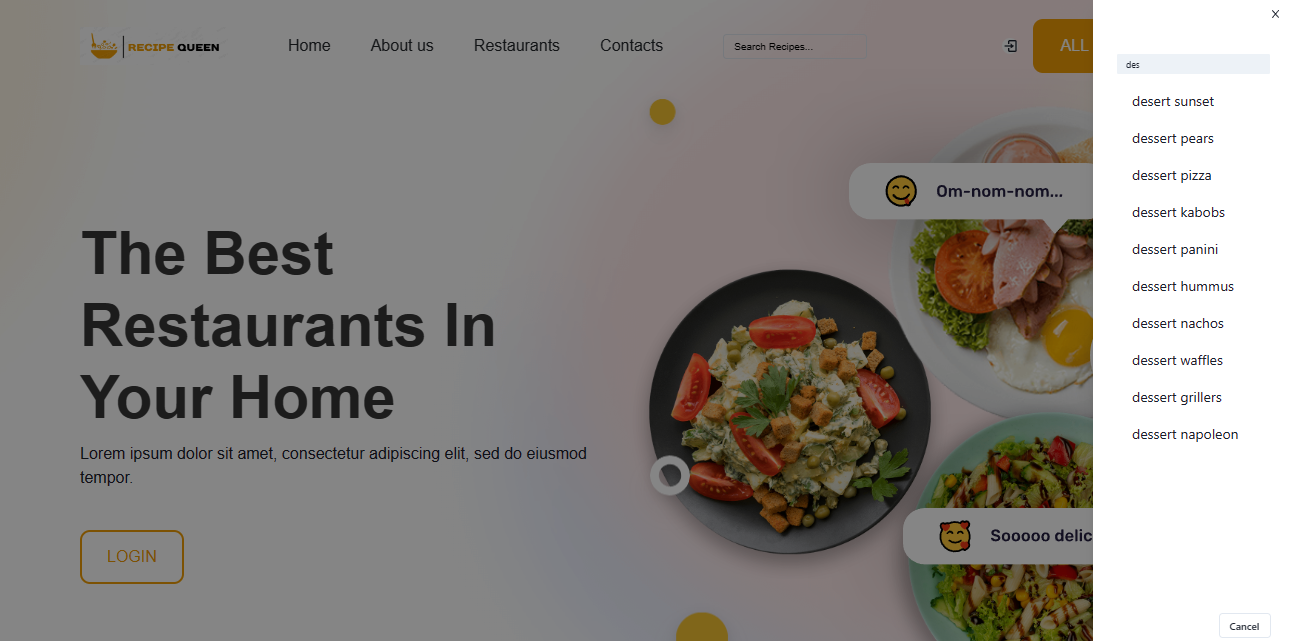 RECIPE QUEEN
Home
About us
Restaurants
Contacts
Search Recipes...
ALL
The Best
Restaurants In
Your Home
Lorem ipsum dolor sit amet, consectetur adipiscing elit, sed do eiusmod
tempor.
LOGIN
Om-nom-nom...
Sooooo delic
des
desert sunset
dessert pears
dessert pizza
dessert kabobs
dessert panini
dessert hummus
dessert nachos
dessert waffles
dessert grillers
dessert napoleon
Cancel